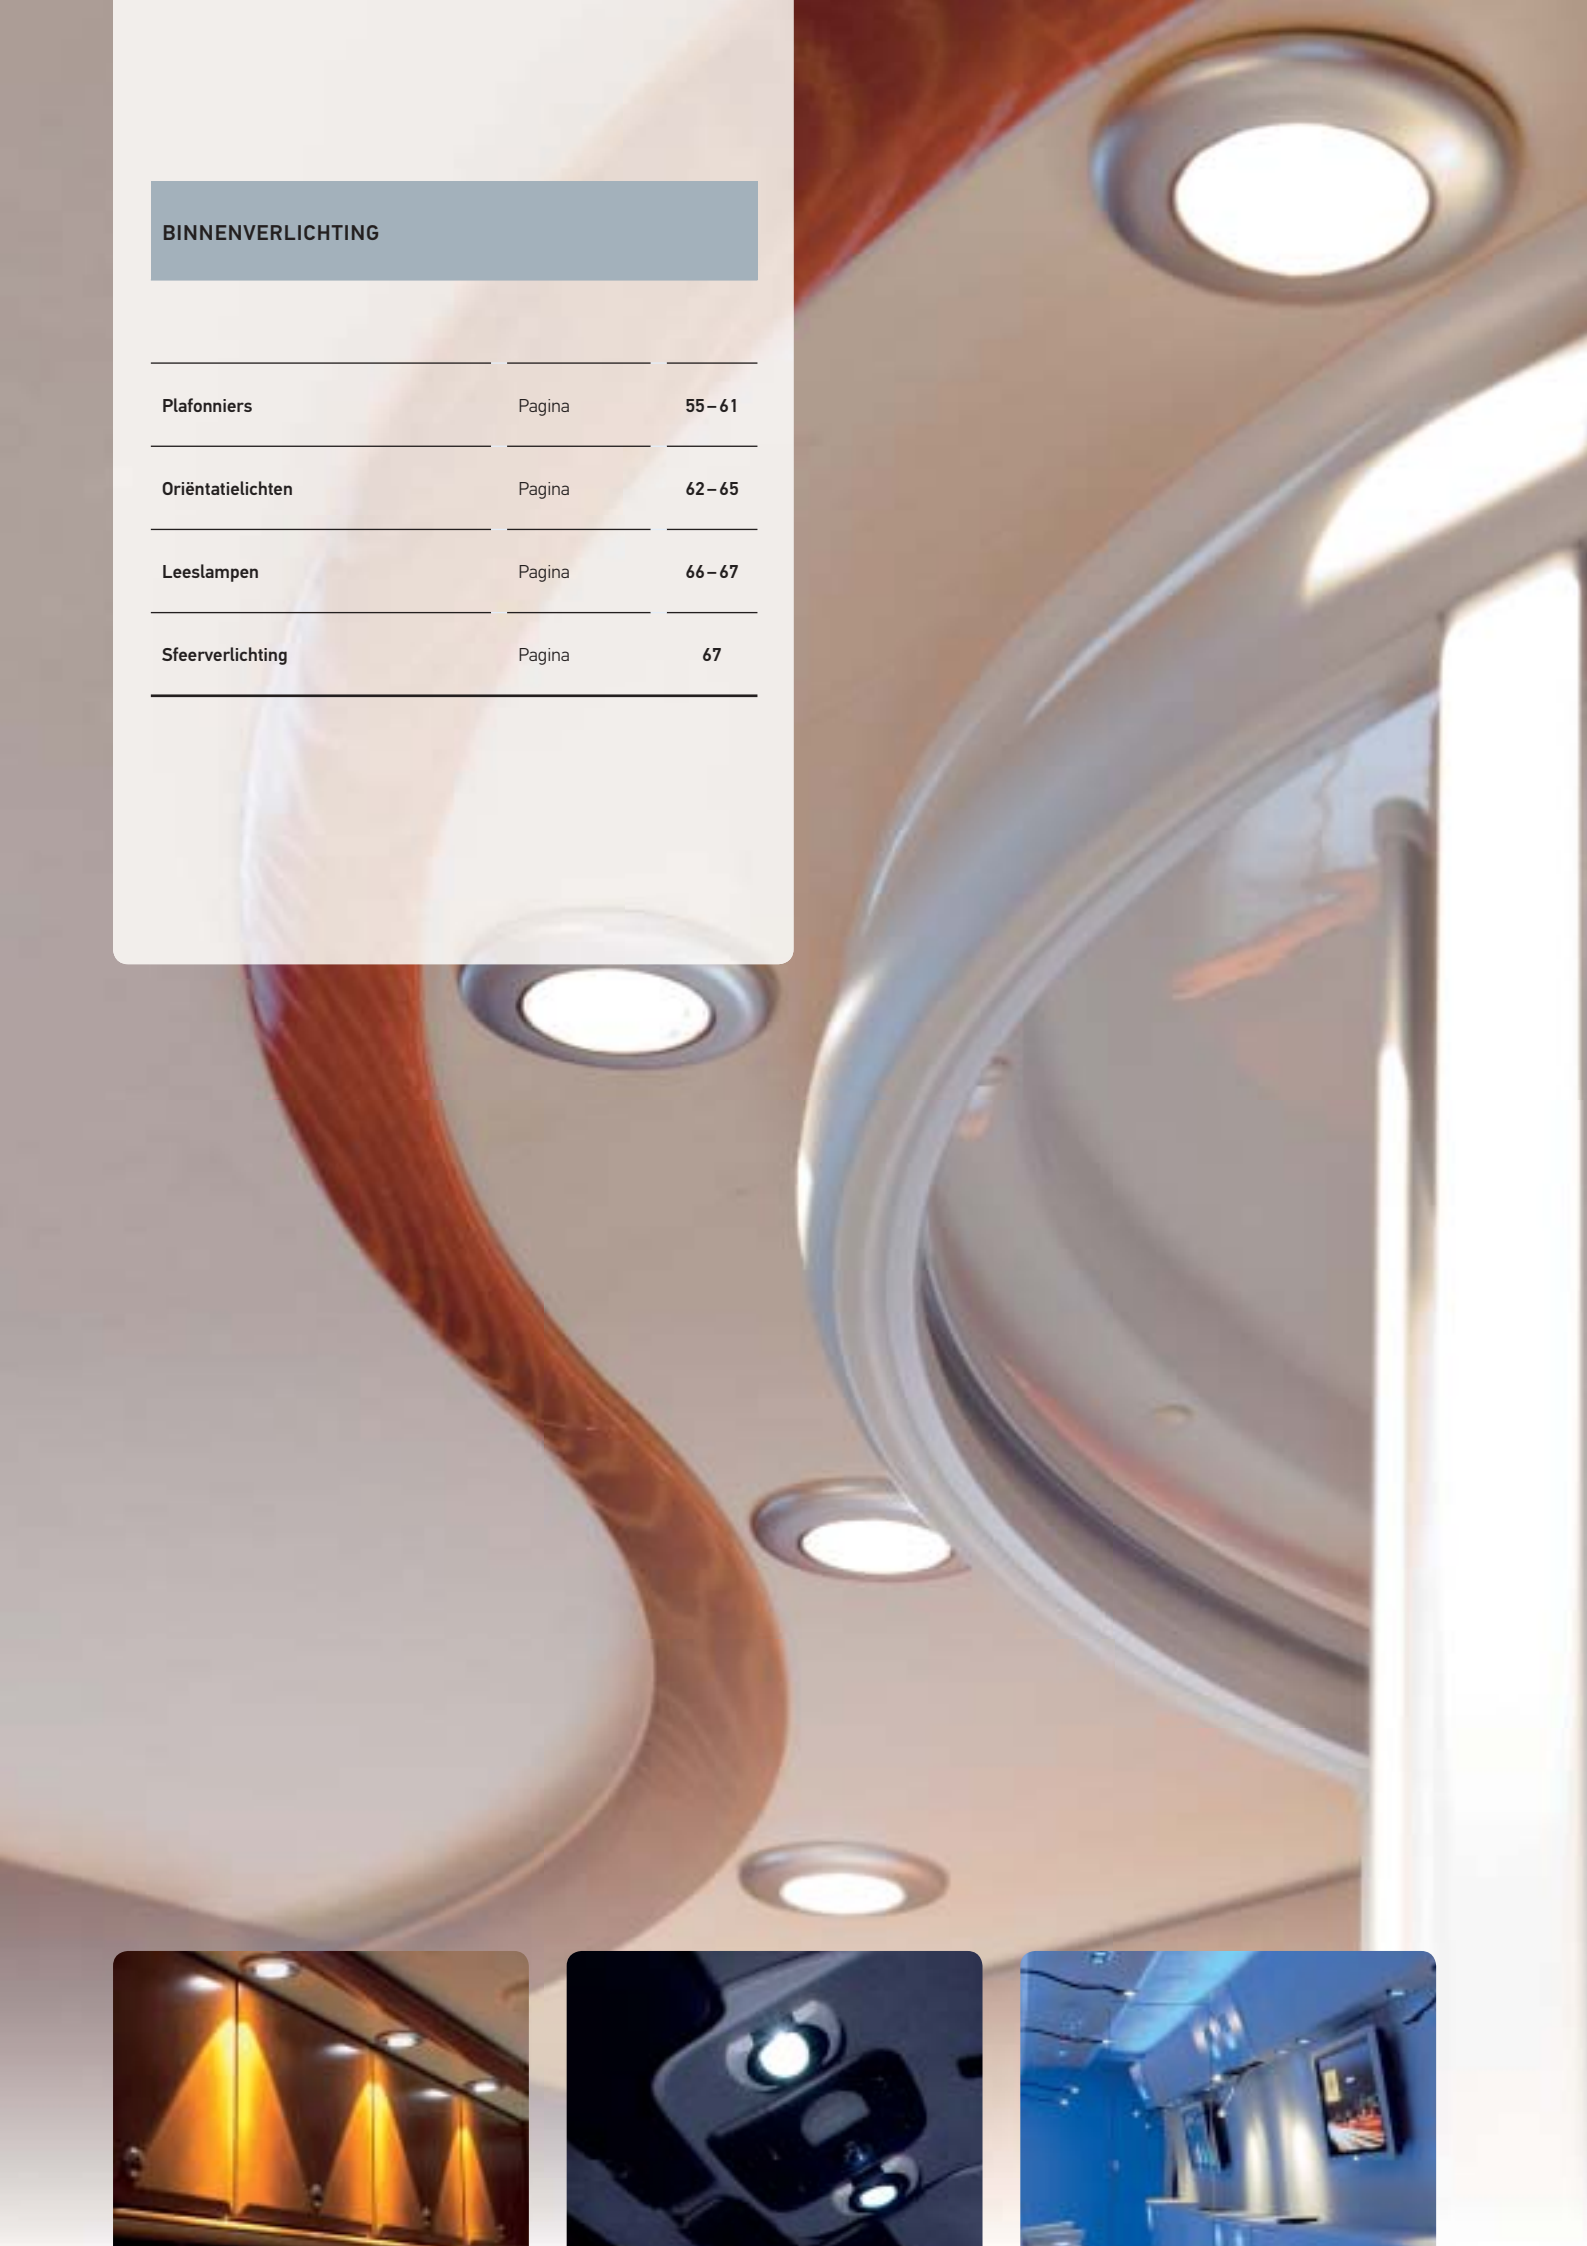 BINNENVERLICHTING
Plafonniers Pagina 55–61
Oriëntatielichten Pagina 62–65
Leeslampen Pagina 66–67
Sfeerverlichting Pagina 67